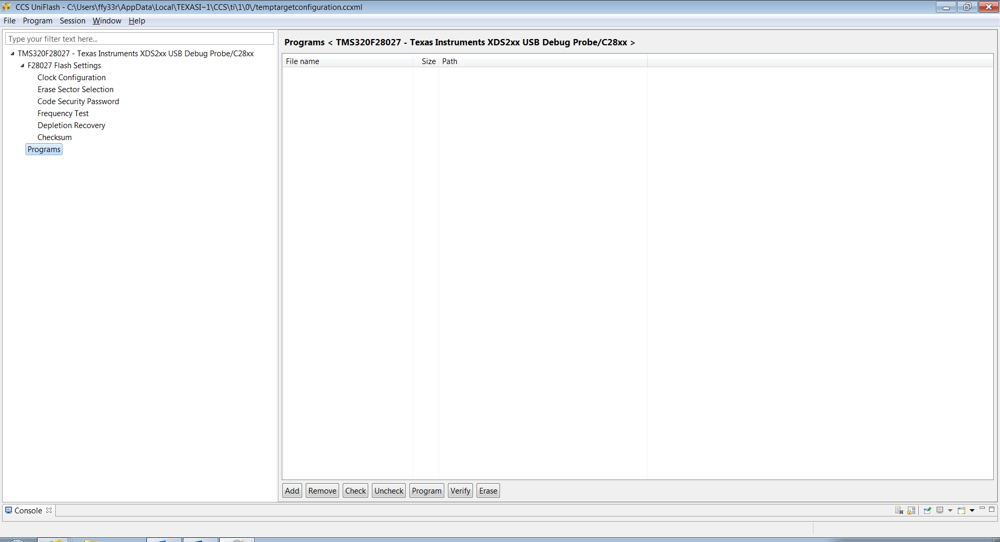 CCS UniFlash - C:\Users\ffy33r\AppData\Local\TEXASI~1\CCS\ti\1\0\/temptargetconfiguration.ccxml
File Program Session Window Help
Type your filter text here...
TMS320F28027 - Texas Instruments XDS2xx USB Debug Probe/C28xx
F28027 Flash Settings
Clock Configuration
Erase Sector Selection
Code Security Password
Frequency Test
Depletion Recovery
Checksum
Programs
Programs < TMS320F28027 - Texas Instruments XDS2xx USB Debug Probe/C28xx >
File name Size Path
Add Remove Check Uncheck Program Verify Erase
Console